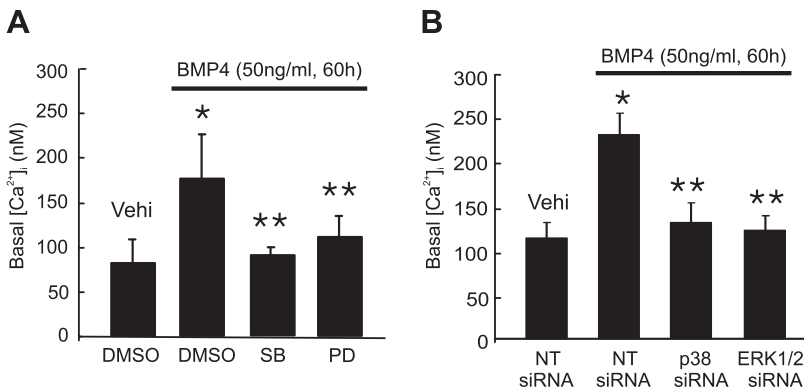 A
BMP4 (50ng/ml, 60h)
300
250
200
150
100
50
0
Basal [Ca²⁺]ᵢ (nM)
Vehi
*
**
**
DMSO DMSO SB PD
B
BMP4 (50ng/ml, 60h)
300
250
200
150
100
50
0
Basal [Ca²⁺]ᵢ (nM)
Vehi
*
**
**
NT NT p38 ERK1/2
siRNA siRNA siRNA siRNA